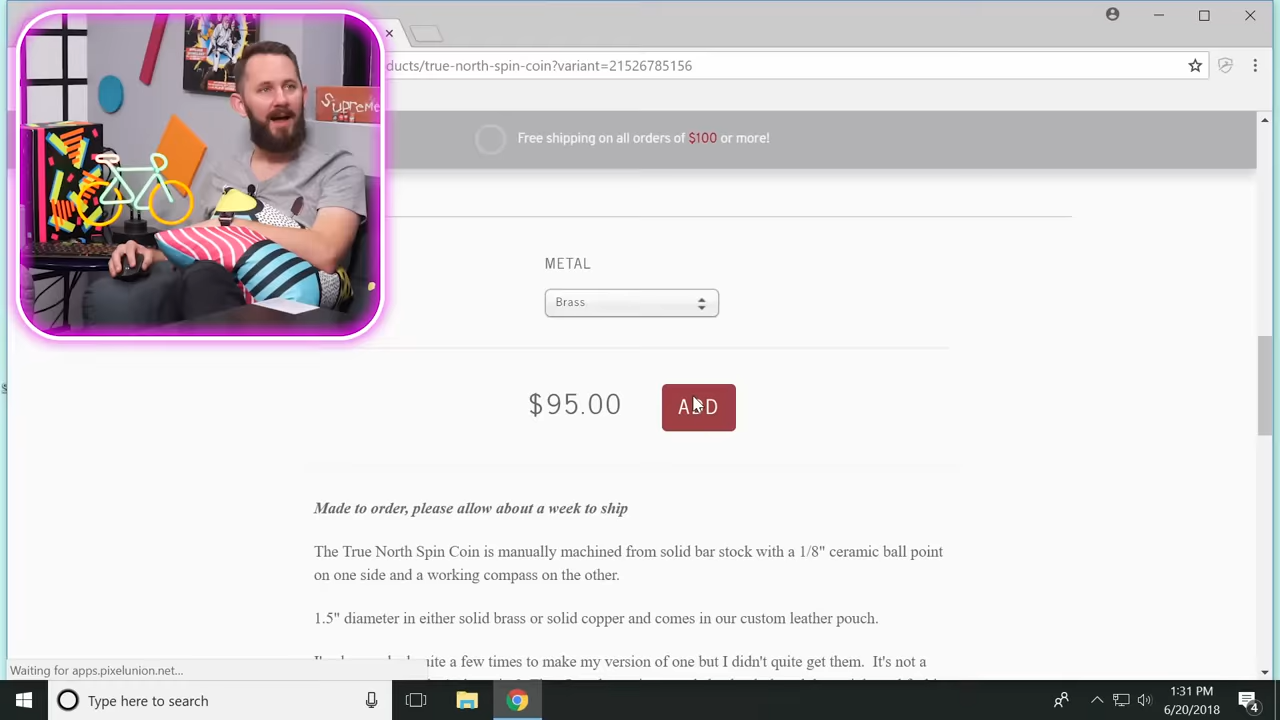 ducts/true-north-spin-coin?variant=21526785156
Supreme
Free shipping on all orders of $100 or more!
METAL
Brass
$95.00 ADD
Made to order, please allow about a week to ship
The True North Spin Coin is manually machined from solid bar stock with a 1/8" ceramic ball point
on one side and a working compass on the other.
1.5" diameter in either solid brass or solid copper and comes in our custom leather pouch.
quite a few times to make my version of one but I didn't quite get them. It's not a
Waiting for apps.pixelunion.net...
Type here to search
1:31 PM
6/20/2018
4